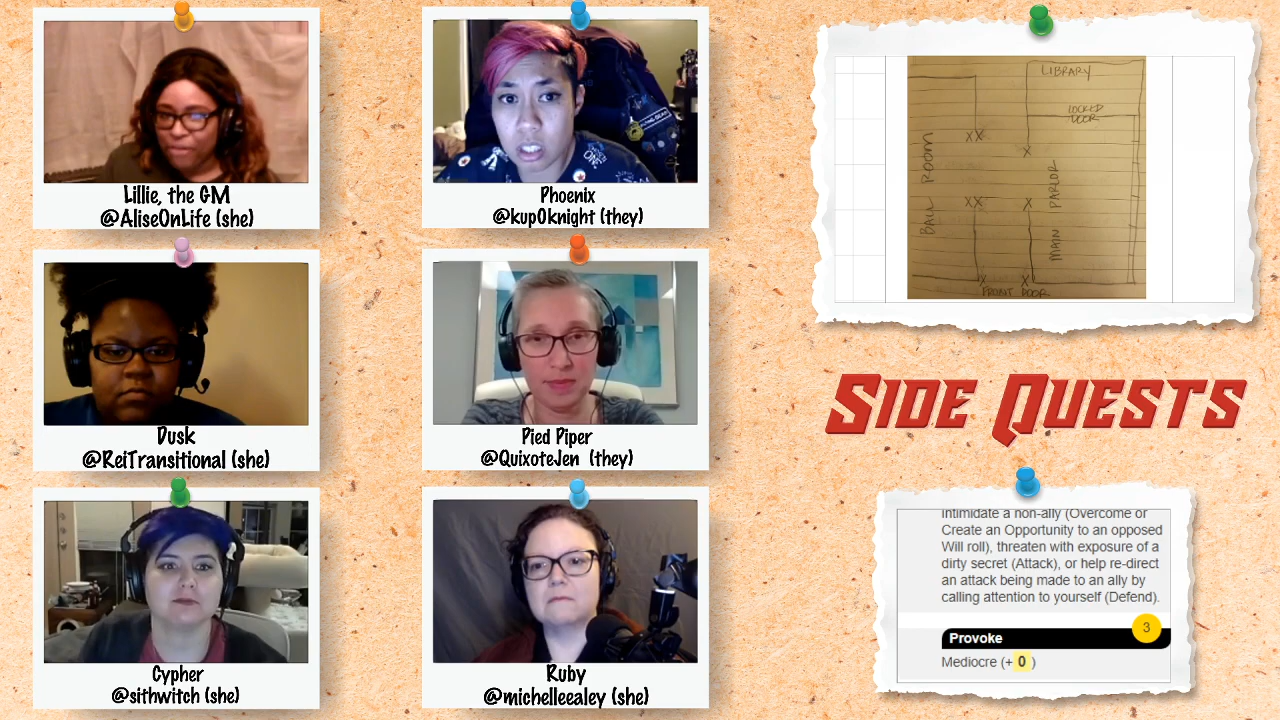 Lillie, the GM
@AliseOnLife (she)
Phoenix
@kup0knight (they)
Dusk
@ReiTransitional (she)
Pied Piper
@QuixoteJen (they)
Cypher
@sithwitch (she)
Ruby
@michelleealey (she)
LIBRARY
LOCKED
DOOR
XX
X
BALL ROOM
MAIN PARLOR
XX
X
X
X
FRONT DOOR
SIDE QUESTS
Intimidate a non-ally (Overcome or
Create an Opportunity to an opposed
Will roll), threaten with exposure of a
dirty secret (Attack), or help re-direct
an attack being made to an ally by
calling attention to yourself (Defend).
3
Provoke
Mediocre (+ 0 )